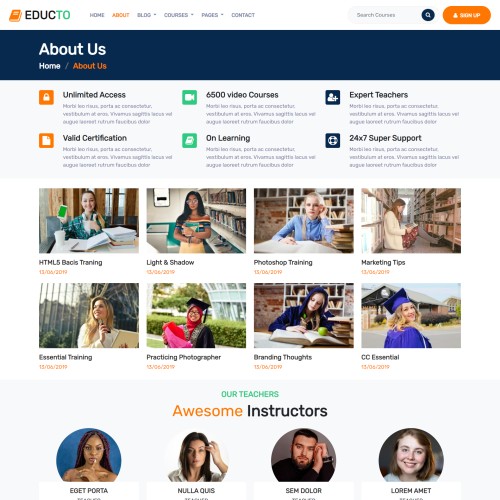 EDUCTO
HOME ABOUT BLOG COURSES PAGES CONTACT
Search Courses
SIGN UP
About Us
Home / About Us
Unlimited Access
Morbi leo risus, porta ac consectetur,
vestibulum at eros. Vivamus sagittis lacus vel
augue laoreet rutrum faucibus dolor
6500 video Courses
Morbi leo risus, porta ac consectetur,
vestibulum at eros. Vivamus sagittis lacus vel
augue laoreet rutrum faucibus dolor
Expert Teachers
Morbi leo risus, porta ac consectetur,
vestibulum at eros. Vivamus sagittis lacus vel
augue laoreet rutrum faucibus dolor
Valid Certification
Morbi leo risus, porta ac consectetur,
vestibulum at eros. Vivamus sagittis lacus vel
augue laoreet rutrum faucibus dolor
On Learning
Morbi leo risus, porta ac consectetur,
vestibulum at eros. Vivamus sagittis lacus vel
augue laoreet rutrum faucibus dolor
24x7 Super Support
Morbi leo risus, porta ac consectetur,
vestibulum at eros. Vivamus sagittis lacus vel
augue laoreet rutrum faucibus dolor
HTML5 Bacis Traning
13/06/2019
Light & Shadow
13/06/2019
Photoshop Training
13/06/2019
Marketing Tips
13/06/2019
Essential Training
13/06/2019
Practicing Photographer
13/06/2019
Branding Thoughts
13/06/2019
CC Essential
13/06/2019
OUR TEACHERS
Awesome Instructors
EGET PORTA
TEACHER
NULLA QUIS
TEACHER
SEM DOLOR
TEACHER
LOREM AMET
TEACHER